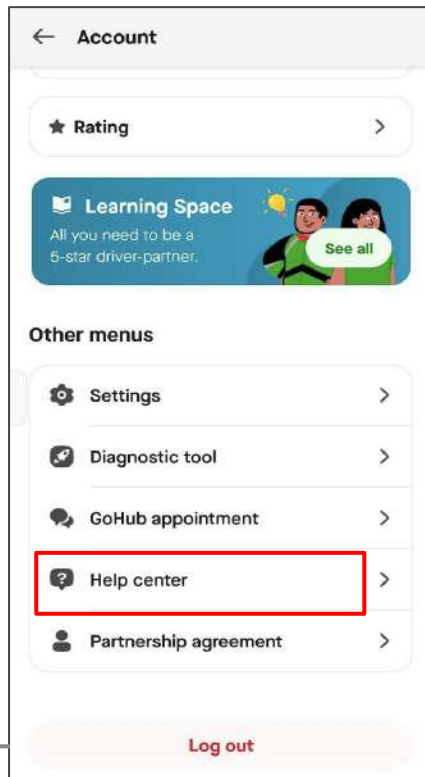 Account
Rating
Learning Space
All you need to be a
5-star driver-partner.
See all
Other menus
Settings
Diagnostic tool
GoHub appointment
Help center
Partnership agreement
Log out